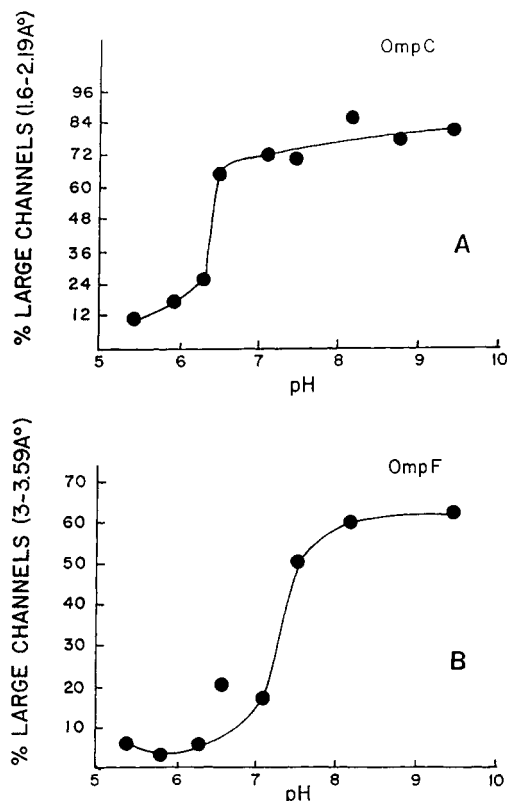 OmpC
% LARGE CHANNELS (1.6-2.19A°)
96
84
72
60
48
36
24
12
A
5 6 7 8 9 10
pH
OmpF
% LARGE CHANNELS (3-3.59A°)
70
60
50
40
30
20
10
B
5 6 7 8 9 10
pH